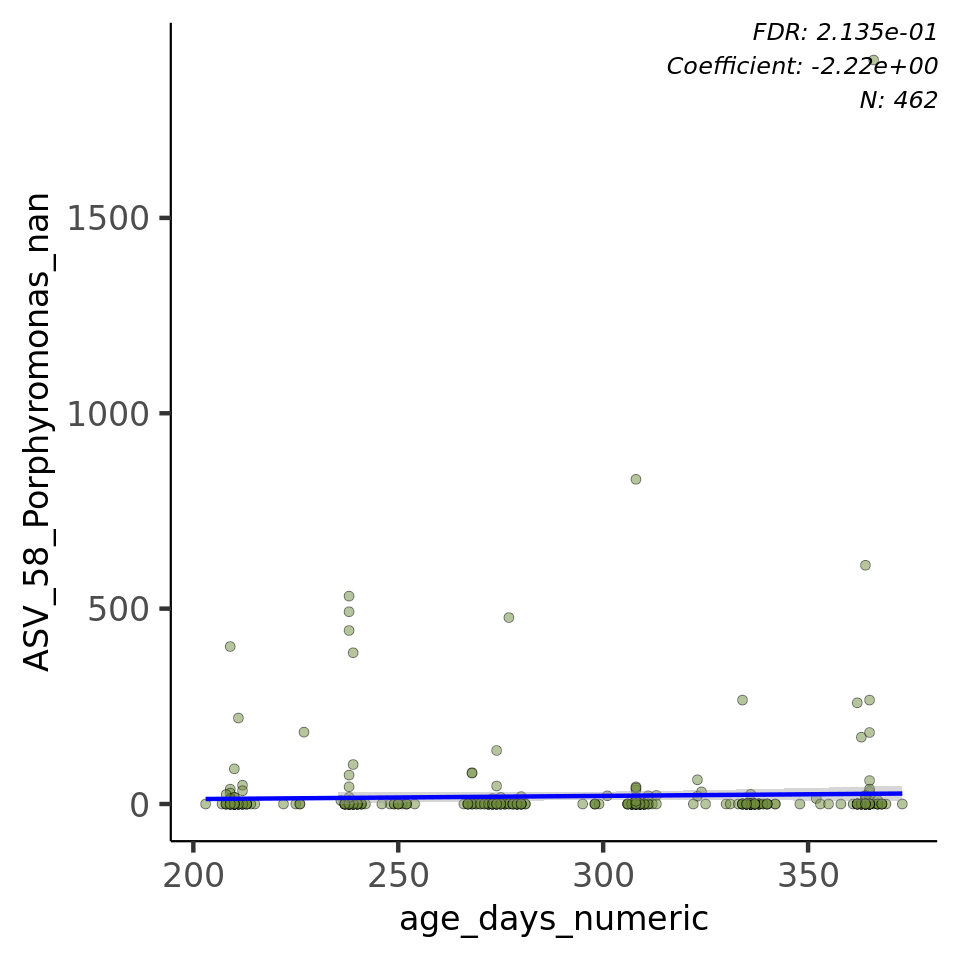 FDR: 2.135e-01
Coefficient: -2.22e+00
N: 462
ASV_58_Porphyromonas_nan
1500
1000
500
0
200 250 300 350
age_days_numeric